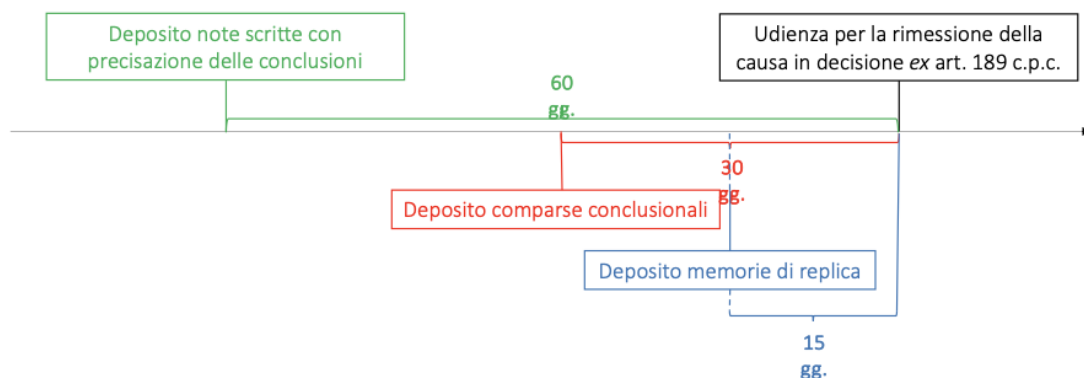 Deposito note scritte con
precisazione delle conclusioni
Udienza per la rimessione della
causa in decisione ex art. 189 c.p.c.
60
gg.
30
gg.
Deposito comparse conclusionali
Deposito memorie di replica
15
gg.